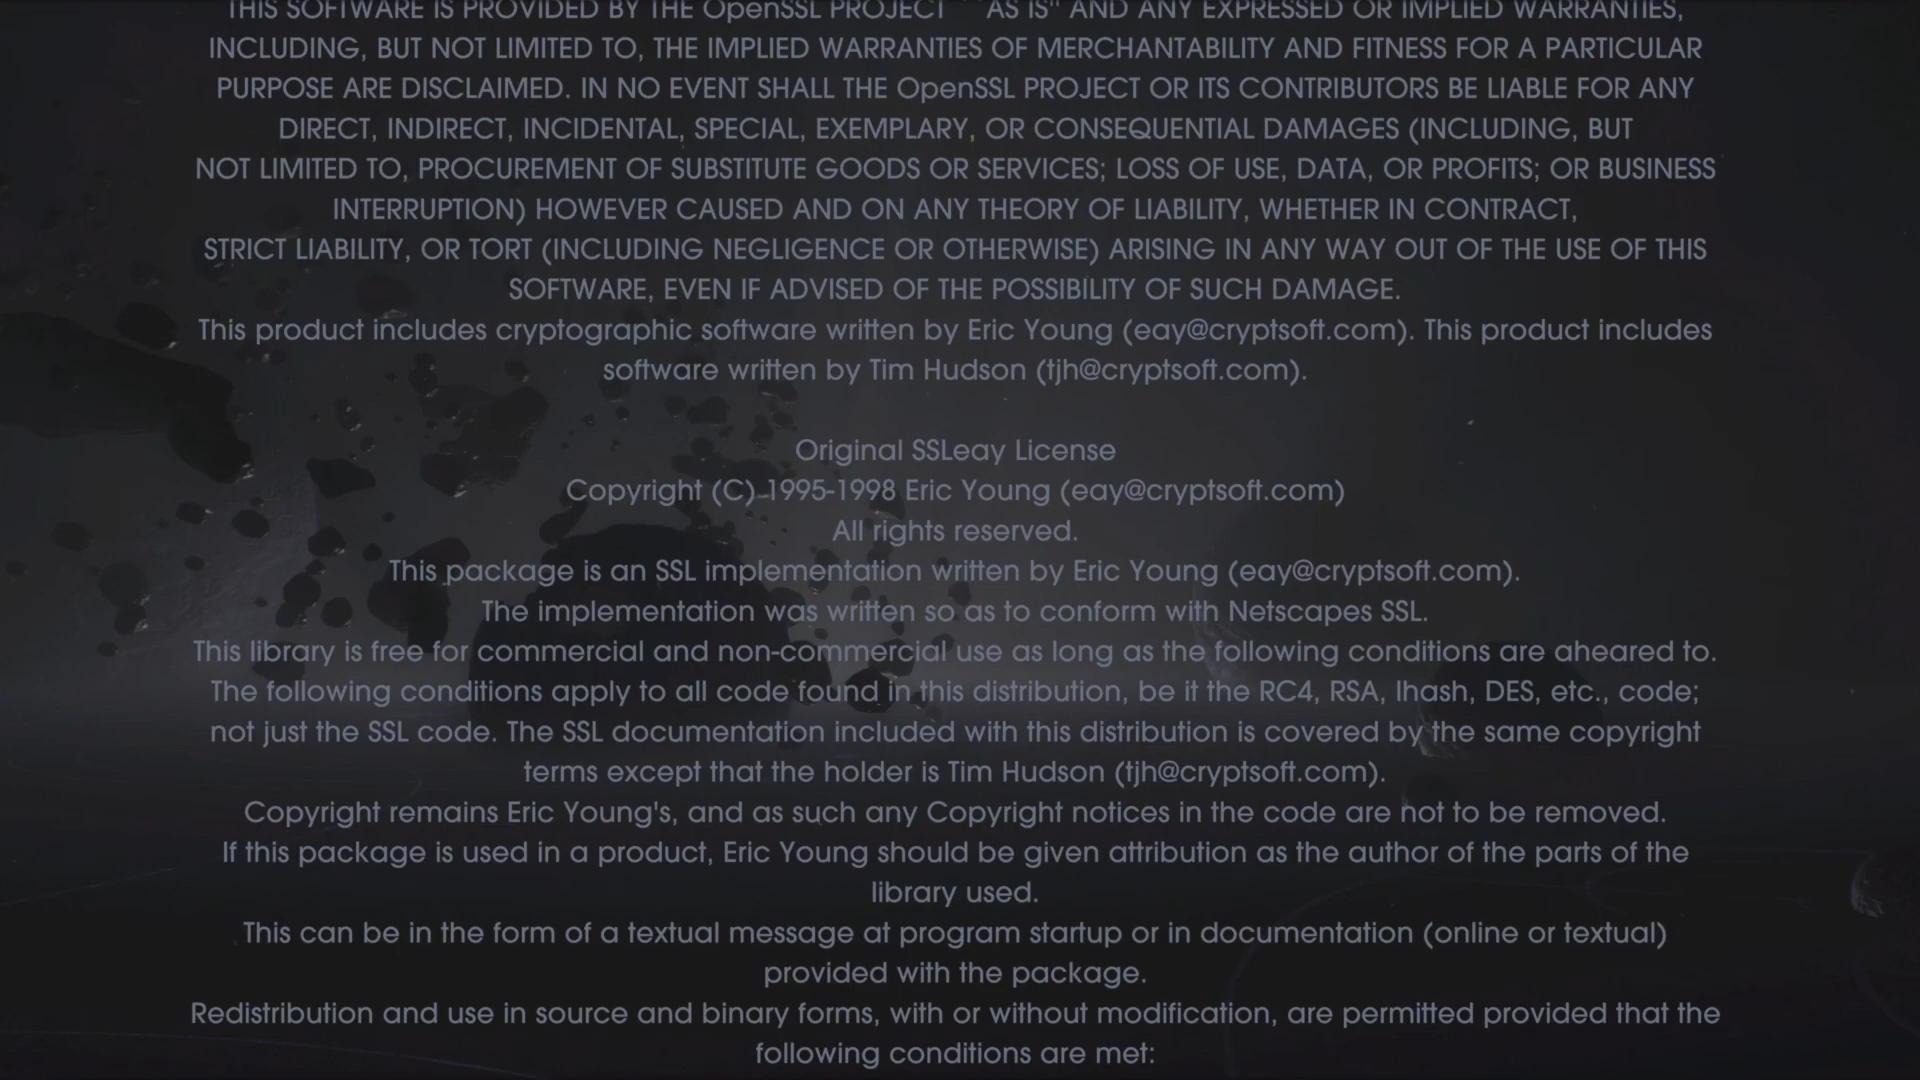 THIS SOFTWARE IS PROVIDED BY THE OpenSSL PROJECT ``AS IS'' AND ANY EXPRESSED OR IMPLIED WARRANTIES,
INCLUDING, BUT NOT LIMITED TO, THE IMPLIED WARRANTIES OF MERCHANTABILITY AND FITNESS FOR A PARTICULAR
PURPOSE ARE DISCLAIMED. IN NO EVENT SHALL THE OpenSSL PROJECT OR ITS CONTRIBUTORS BE LIABLE FOR ANY
DIRECT, INDIRECT, INCIDENTAL, SPECIAL, EXEMPLARY, OR CONSEQUENTIAL DAMAGES (INCLUDING, BUT
NOT LIMITED TO, PROCUREMENT OF SUBSTITUTE GOODS OR SERVICES; LOSS OF USE, DATA, OR PROFITS; OR BUSINESS
INTERRUPTION) HOWEVER CAUSED AND ON ANY THEORY OF LIABILITY, WHETHER IN CONTRACT,
STRICT LIABILITY, OR TORT (INCLUDING NEGLIGENCE OR OTHERWISE) ARISING IN ANY WAY OUT OF THE USE OF THIS
SOFTWARE, EVEN IF ADVISED OF THE POSSIBILITY OF SUCH DAMAGE.
This product includes cryptographic software written by Eric Young (eay@cryptsoft.com). This product includes
software written by Tim Hudson (tjh@cryptsoft.com).
Original SSLeay License
Copyright (C) 1995-1998 Eric Young (eay@cryptsoft.com)
All rights reserved.
This package is an SSL implementation written by Eric Young (eay@cryptsoft.com).
The implementation was written so as to conform with Netscapes SSL.
This library is free for commercial and non-commercial use as long as the following conditions are aheared to.
The following conditions apply to all code found in this distribution, be it the RC4, RSA, lhash, DES, etc., code;
not just the SSL code. The SSL documentation included with this distribution is covered by the same copyright
terms except that the holder is Tim Hudson (tjh@cryptsoft.com).
Copyright remains Eric Young's, and as such any Copyright notices in the code are not to be removed.
If this package is used in a product, Eric Young should be given attribution as the author of the parts of the
library used.
This can be in the form of a textual message at program startup or in documentation (online or textual)
provided with the package.
Redistribution and use in source and binary forms, with or without modification, are permitted provided that the
following conditions are met: